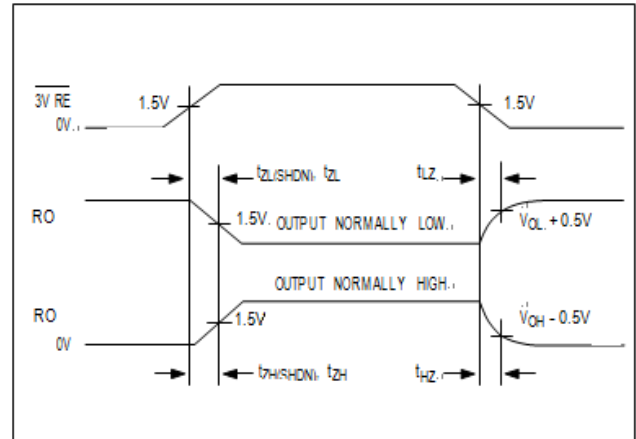 3V RE
1.5V
1.5V
0V.
tZL(SHDN), tZL
tLZ.
RO
1.5V. OUTPUT NORMALLY LOW.
VOL. + 0.5V
OUTPUT NORMALLY HIGH.
RO
1.5V
VOH - 0.5V
0V
tZH(SHDN), tZH
tHZ.